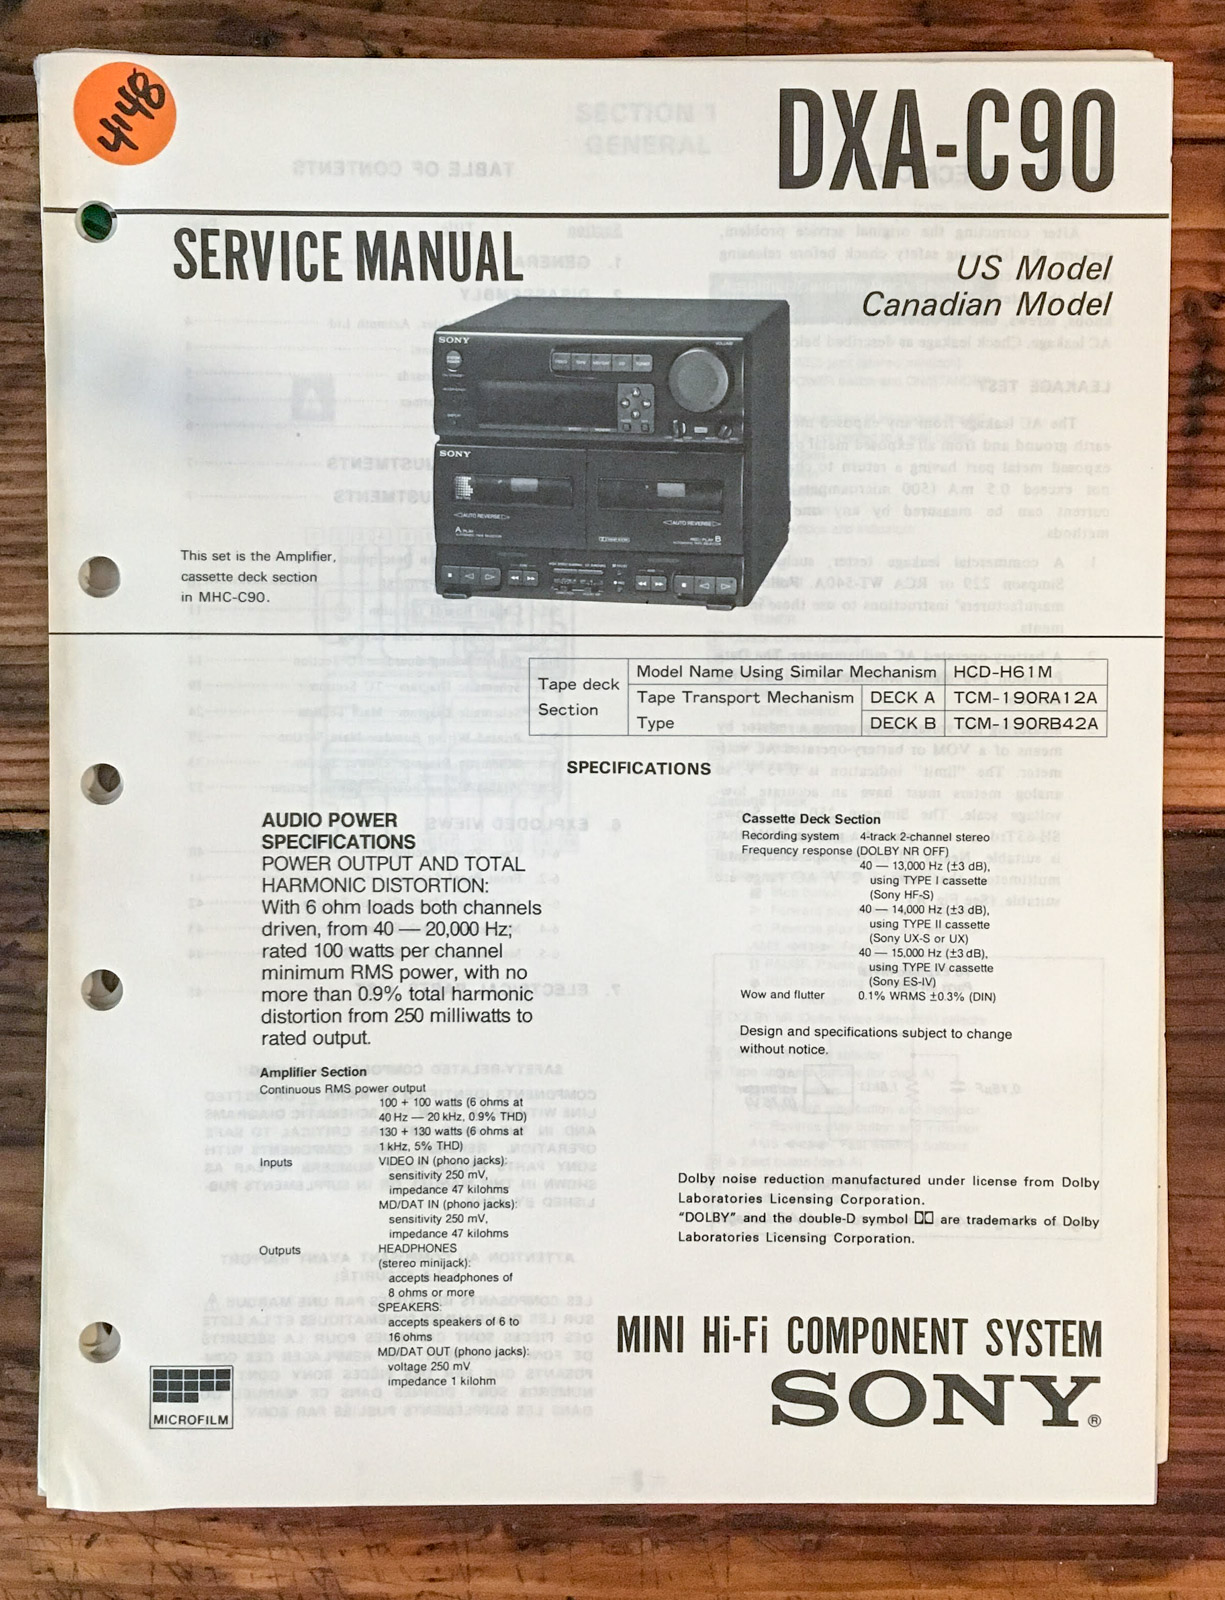 4148
DXA-C90
SERVICE MANUAL
US Model
Canadian Model
SONY
SONY
AUTO REVERSE
AUTO REVERSE
This set is the Amplifier,
cassette deck section
in MHC-C90.
Tape deck Section
Model Name Using Similar Mechanism HCD-H61M
Tape Transport Mechanism Type
DECK A TCM-190RA12A
DECK B TCM-190RB42A
SPECIFICATIONS
AUDIO POWER
SPECIFICATIONS
POWER OUTPUT AND TOTAL
HARMONIC DISTORTION:
With 6 ohm loads both channels
driven, from 40 — 20,000 Hz;
rated 100 watts per channel
minimum RMS power, with no
more than 0.9% total harmonic
distortion from 250 milliwatts to
rated output.
Amplifier Section
Continuous RMS power output
100 + 100 watts (6 ohms at
40 Hz — 20 kHz, 0.9% THD)
130 + 130 watts (6 ohms at
1 kHz, 5% THD)
Inputs VIDEO IN (phono jacks):
sensitivity 250 mV,
impedance 47 kilohms
MD/DAT IN (phono jacks):
sensitivity 250 mV,
impedance 47 kilohms
Outputs HEADPHONES
(stereo minijack):
accepts headphones of
8 ohms or more
SPEAKERS:
accepts speakers of 6 to
16 ohms
MD/DAT OUT (phono jacks):
voltage 250 mV
impedance 1 kilohm
Cassette Deck Section
Recording system 4-track 2-channel stereo
Frequency response (DOLBY NR OFF)
40 — 13,000 Hz (±3 dB),
using TYPE I cassette
(Sony HF-S)
40 — 14,000 Hz (±3 dB),
using TYPE II cassette
(Sony UX-S or UX)
40 — 15,000 Hz (±3 dB),
using TYPE IV cassette
(Sony ES-IV)
Wow and flutter 0.1% WRMS ±0.3% (DIN)
Design and specifications subject to change
without notice.
Dolby noise reduction manufactured under license from Dolby
Laboratories Licensing Corporation.
"DOLBY" and the double-D symbol are trademarks of Dolby
Laboratories Licensing Corporation.
MINI Hi-Fi COMPONENT SYSTEM
SONY®
MICROFILM